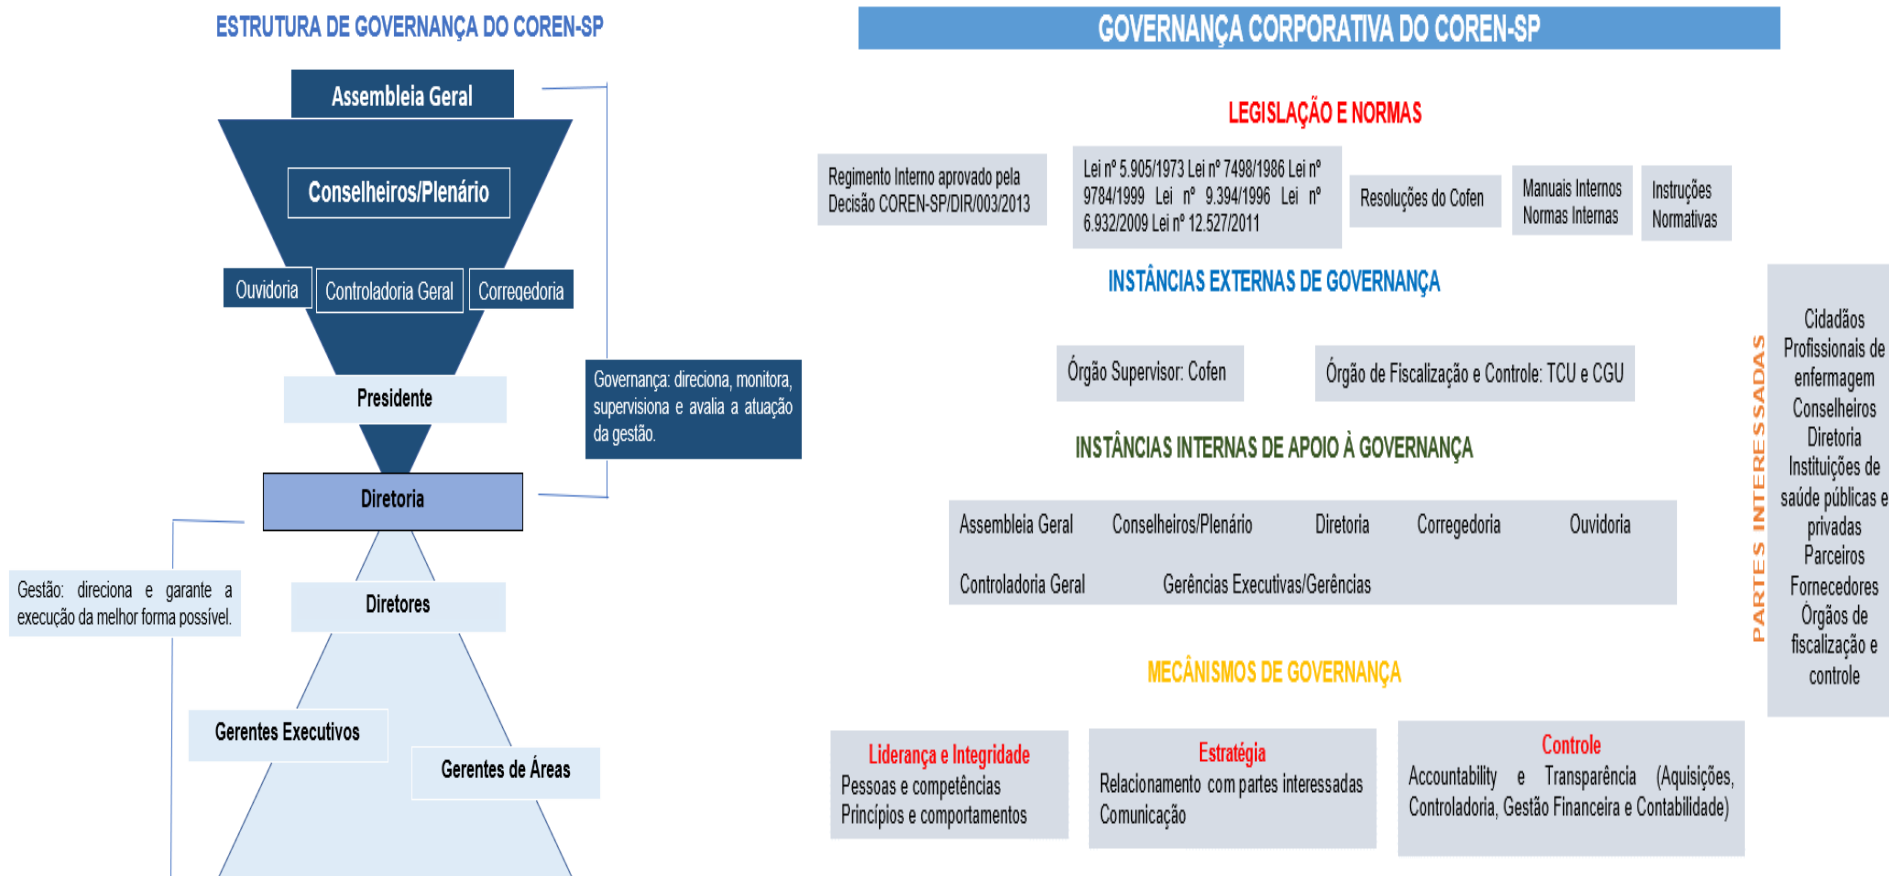 ESTRUTURA DE GOVERNANÇA DO COREN-SP
Assembleia Geral
Conselheiros/Plenário
Ouvidoria
Controladoria Geral
Corregedoria
Presidente
Governança: direciona, monitora,
supervisiona e avalia a atuação
da gestão.
Diretoria
Gestão: direciona e garante a
execução da melhor forma possível.
Diretores
Gerentes Executivos
Gerentes de Áreas
GOVERNANÇA CORPORATIVA DO COREN-SP
LEGISLAÇÃO E NORMAS
Regimento Interno aprovado pela
Decisão COREN-SP/DIR/003/2013
Lei nº 5.905/1973 Lei nº 7498/1986 Lei nº
9784/1999 Lei nº 9.394/1996 Lei nº
6.932/2009 Lei nº 12.527/2011
Resoluções do Cofen
Manuais Internos
Normas Internas
Instruções
Normativas
INSTÂNCIAS EXTERNAS DE GOVERNANÇA
Órgão Supervisor: Cofen
Órgão de Fiscalização e Controle: TCU e CGU
INSTÂNCIAS INTERNAS DE APOIO À GOVERNANÇA
Assembleia Geral Conselheiros/Plenário Diretoria Corregedoria Ouvidoria
Controladoria Geral Gerências Executivas/Gerências
MECÂNISMOS DE GOVERNANÇA
Liderança e Integridade
Pessoas e competências
Princípios e comportamentos
Estratégia
Relacionamento com partes interessadas
Comunicação
Controle
Accountability e Transparência (Aquisições,
Controladoria, Gestão Financeira e Contabilidade)
PARTES INTERESSADAS
Cidadãos
Profissionais de
enfermagem
Conselheiros
Diretoria
Instituições de
saúde públicas e
privadas
Parceiros
Fornecedores
Órgãos de
fiscalização e
controle